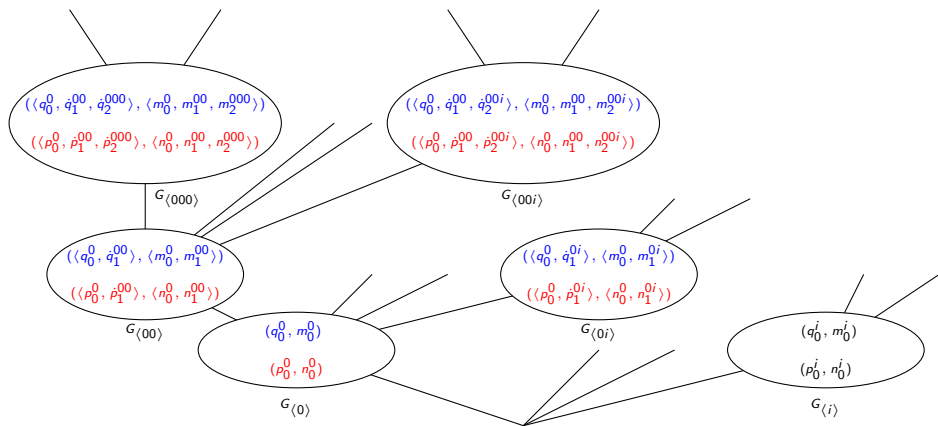 (⟨q₀⁰, q̇₁⁰⁰, q̇₂⁰⁰⁰⟩, ⟨m₀⁰, m₁⁰⁰, m₂⁰⁰⁰⟩)
(⟨p₀⁰, ṗ₁⁰⁰, ṗ₂⁰⁰⁰⟩, ⟨n₀⁰, n₁⁰⁰, n₂⁰⁰⁰⟩)
G⟨000⟩
(⟨q₀⁰, q̇₁⁰⁰, q̇₂⁰⁰ⁱ⟩, ⟨m₀⁰, m₁⁰⁰, m₂⁰⁰ⁱ⟩)
(⟨p₀⁰, ṗ₁⁰⁰, ṗ₂⁰⁰ⁱ⟩, ⟨n₀⁰, n₁⁰⁰, n₂⁰⁰ⁱ⟩)
G⟨00i⟩
(⟨q₀⁰, q̇₁⁰⁰⟩, ⟨m₀⁰, m₁⁰⁰⟩)
(⟨p₀⁰, ṗ₁⁰⁰⟩, ⟨n₀⁰, n₁⁰⁰⟩)
G⟨00⟩
(⟨q₀⁰, q̇₁⁰ⁱ⟩, ⟨m₀⁰, m₁⁰ⁱ⟩)
(⟨p₀⁰, ṗ₁⁰ⁱ⟩, ⟨n₀⁰, n₁⁰ⁱ⟩)
G⟨0i⟩
(q₀⁰, m₀⁰)
(p₀⁰, n₀⁰)
G⟨0⟩
(q₀ⁱ, m₀ⁱ)
(p₀ⁱ, n₀ⁱ)
G⟨i⟩